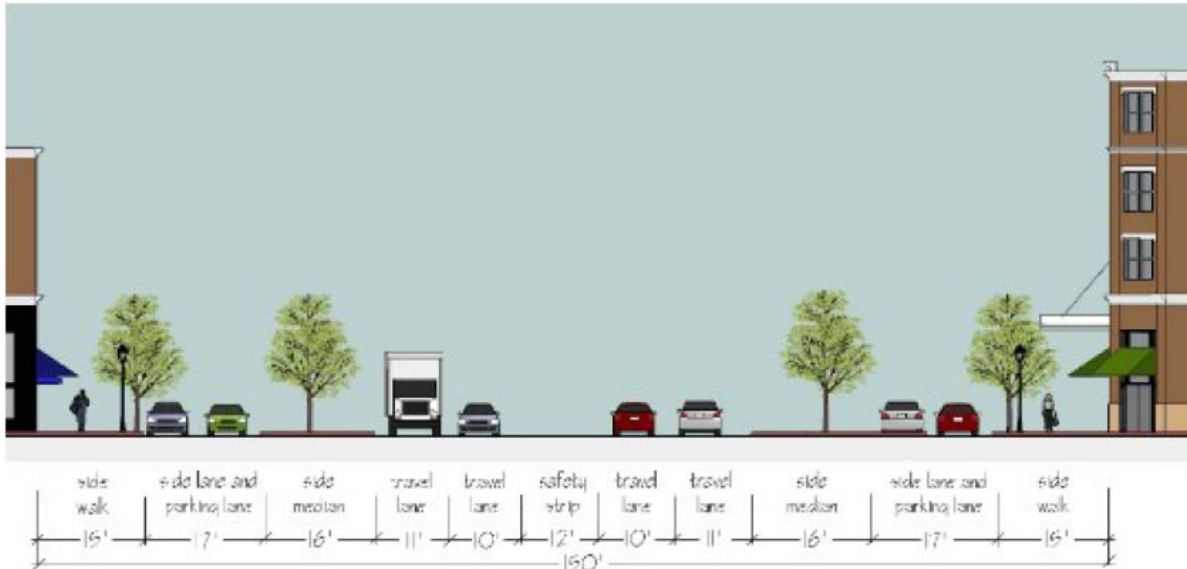 side side lane and side travel travel safety travel travel side side lane and side
walk parking lane median lane lane strip lane lane median parking lane walk
15' 17' 16' 11' 10' 12' 10' 11' 16' 17' 15'
150'